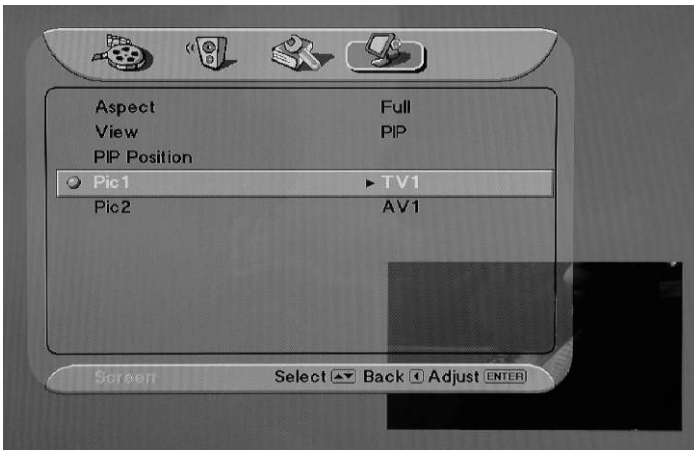 Aspect Full
View PIP
PIP Position
Pic1 ► TV1
Pic2 AV1
Screen Select ▲▼ Back ◄ Adjust ENTER